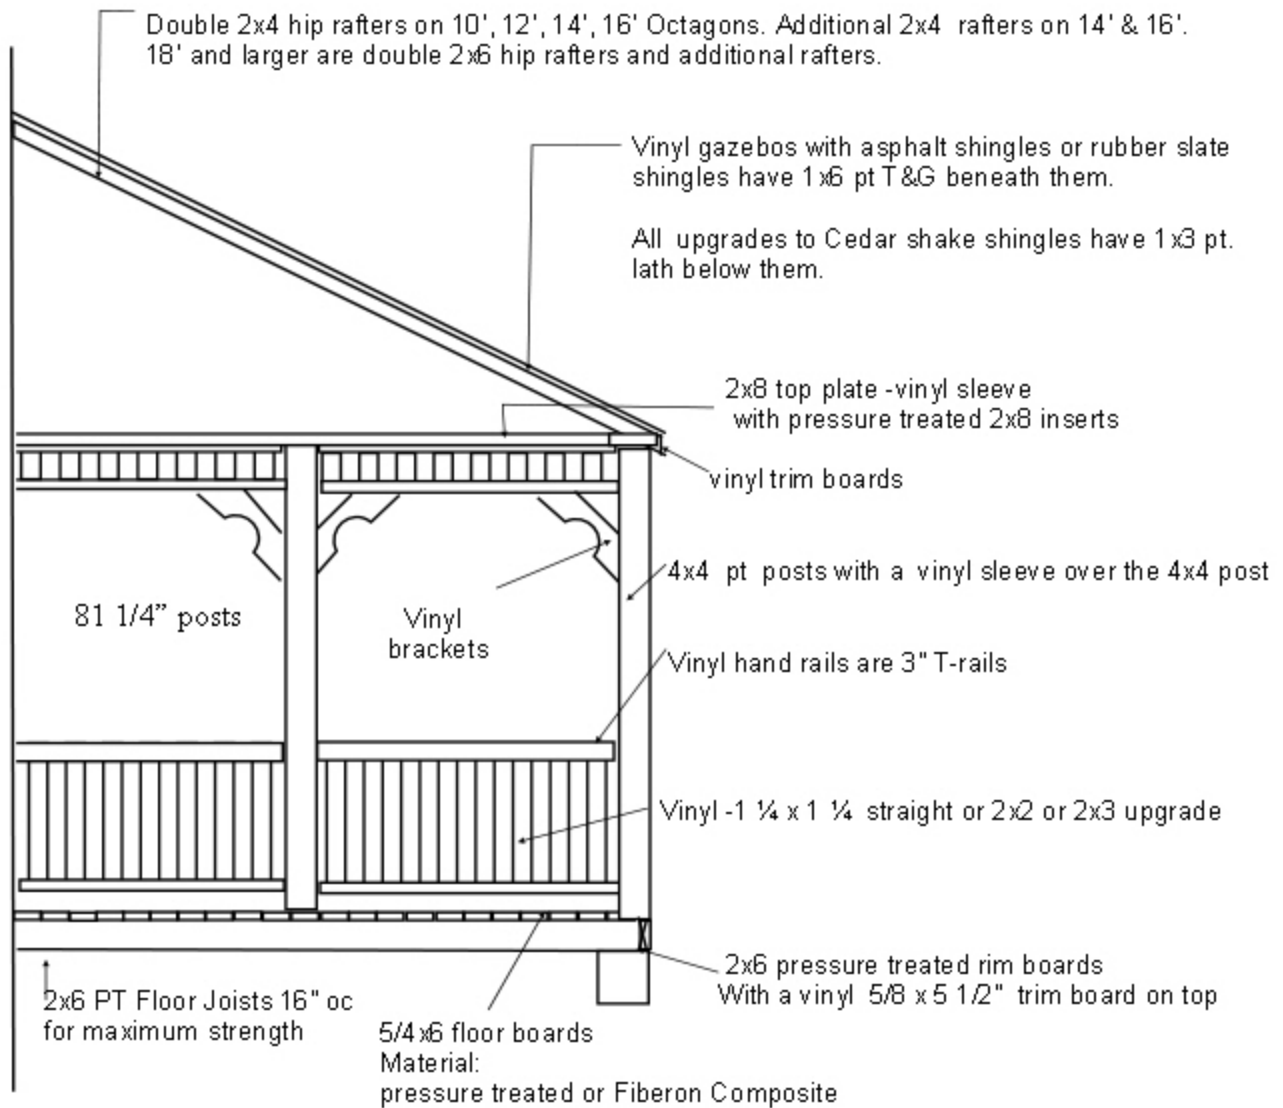 Double 2x4 hip rafters on 10', 12', 14', 16' Octagons. Additional 2x4 rafters on 14' & 16'.
18' and larger are double 2x6 hip rafters and additional rafters.
Vinyl gazebos with asphalt shingles or rubber slate
shingles have 1x6 pt T&G beneath them.
All upgrades to Cedar shake shingles have 1x3 pt.
lath below them.
2x8 top plate -vinyl sleeve
with pressure treated 2x8 inserts
vinyl trim boards
4x4 pt posts with a vinyl sleeve over the 4x4 post
81 1/4” posts
Vinyl
brackets
Vinyl hand rails are 3" T-rails
Vinyl -1 ¼ x 1 ¼ straight or 2x2 or 2x3 upgrade
2x6 pressure treated rim boards
With a vinyl 5/8 x 5 1/2" trim board on top
2x6 PT Floor Joists 16" oc
for maximum strength
5/4x6 floor boards
Material:
pressure treated or Fiberon Composite